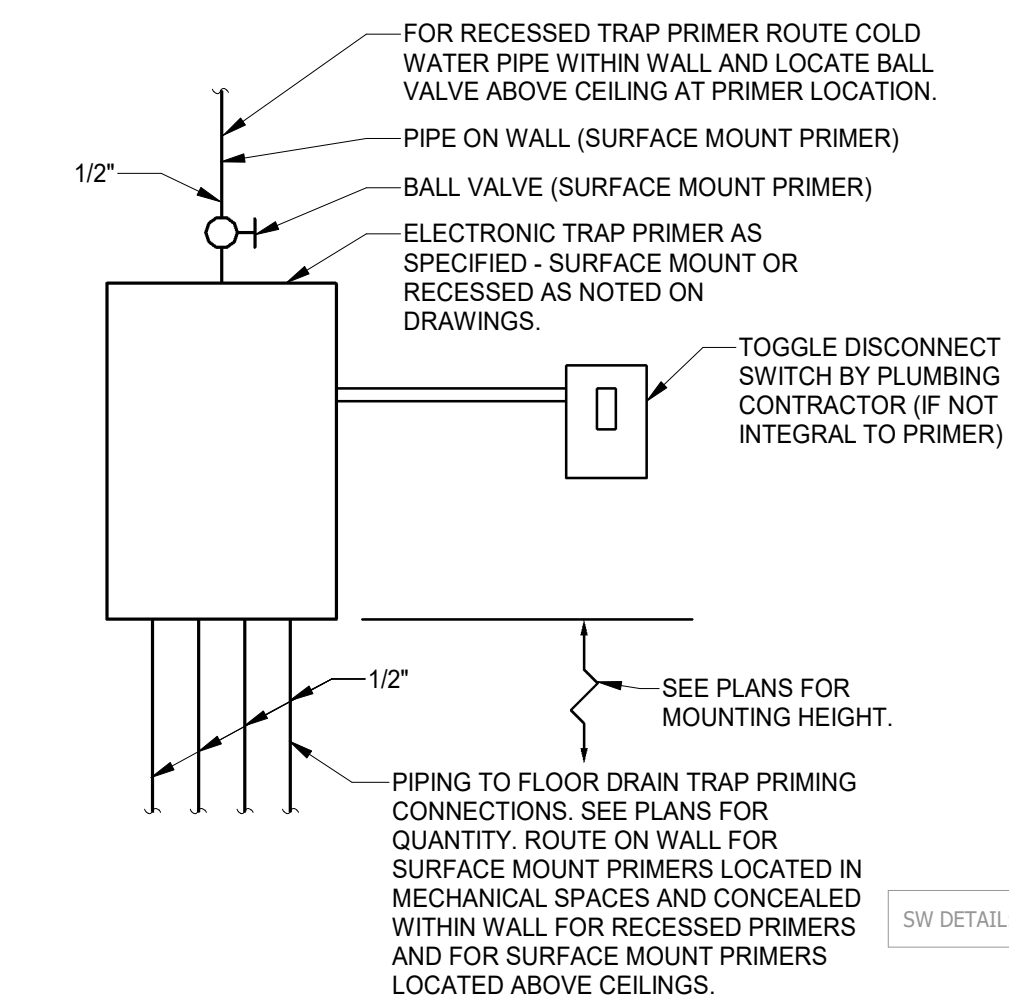 FOR RECESSED TRAP PRIMER ROUTE COLD
WATER PIPE WITHIN WALL AND LOCATE BALL
VALVE ABOVE CEILING AT PRIMER LOCATION.
PIPE ON WALL (SURFACE MOUNT PRIMER)
1/2"
BALL VALVE (SURFACE MOUNT PRIMER)
ELECTRONIC TRAP PRIMER AS
SPECIFIED - SURFACE MOUNT OR
RECESSED AS NOTED ON
DRAWINGS.
TOGGLE DISCONNECT
SWITCH BY PLUMBING
CONTRACTOR (IF NOT
INTEGRAL TO PRIMER)
1/2"
SEE PLANS FOR
MOUNTING HEIGHT.
PIPING TO FLOOR DRAIN TRAP PRIMING
CONNECTIONS. SEE PLANS FOR
QUANTITY. ROUTE ON WALL FOR
SURFACE MOUNT PRIMERS LOCATED IN
MECHANICAL SPACES AND CONCEALED
WITHIN WALL FOR RECESSED PRIMERS
AND FOR SURFACE MOUNT PRIMERS
LOCATED ABOVE CEILINGS.
SW DETAIL